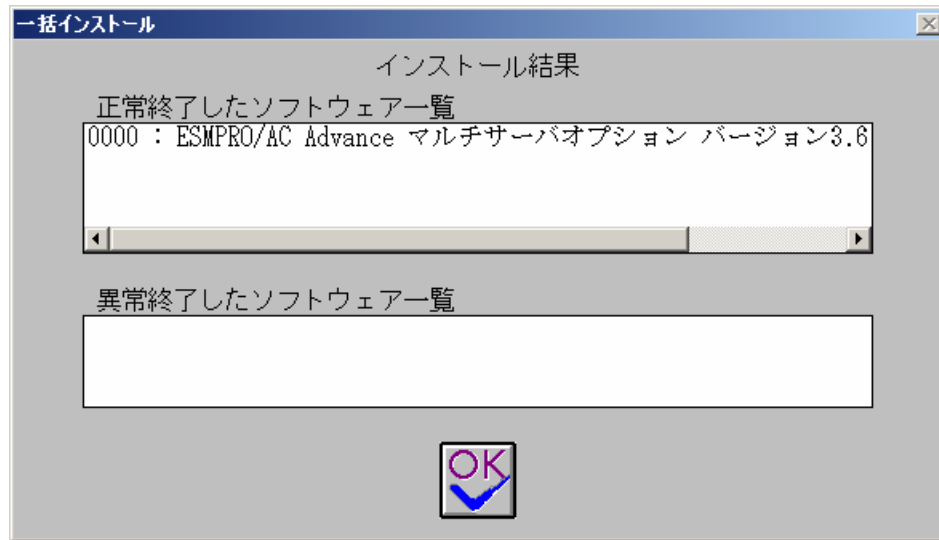 一括インストール
インストール結果
正常終了したソフトウェア一覧
0000 : ESMPRO/AC Advance マルチサーバオプション バージョン3.6
異常終了したソフトウェア一覧
OK